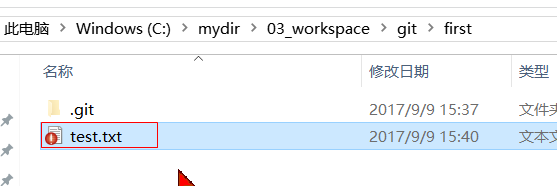 此电脑 Windows (C:) mydir 03_workspace git first
名称 修改日期 类型
.git 2017/9/9 15:37 文件夹
test.txt 2017/9/9 15:40 文本文